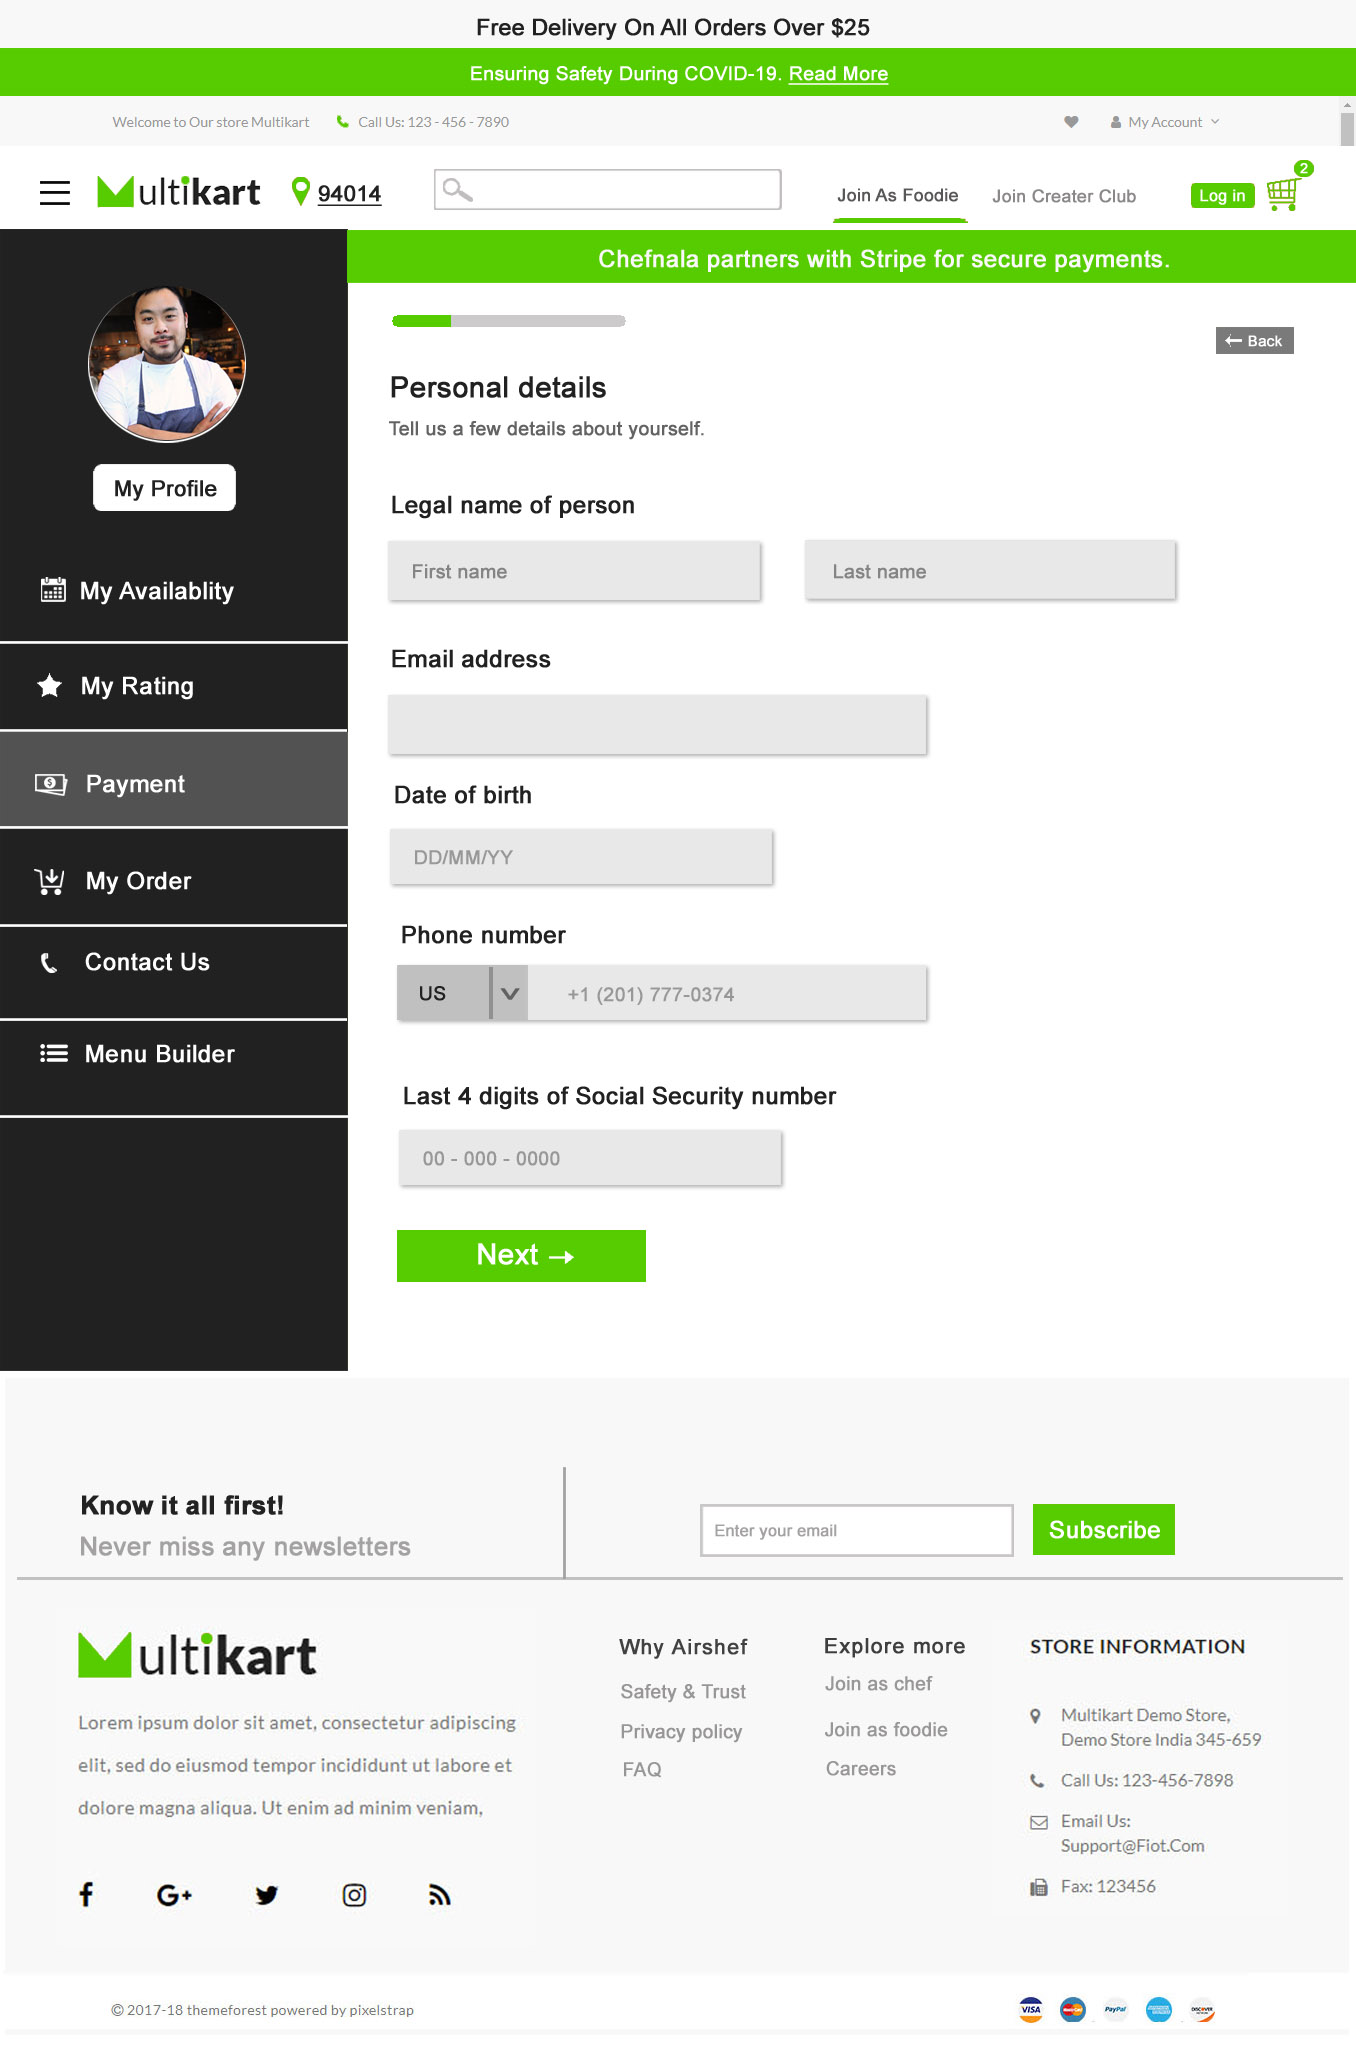 Free Delivery On All Orders Over $25
Ensuring Safety During COVID-19. Read More
Welcome to Our store Multikart
Call Us: 123 - 456 - 7890
My Account
Multikart
94014
Join As Foodie
Join Creater Club
Log in
2
Chefnala partners with Stripe for secure payments.
My Profile
My Availablity
My Rating
Payment
My Order
Contact Us
Menu Builder
Back
Personal details
Tell us a few details about yourself.
Legal name of person
First name
Last name
Email address
Date of birth
DD/MM/YY
Phone number
US
+1 (201) 777-0374
Last 4 digits of Social Security number
00 - 000 - 0000
Next
Know it all first!
Never miss any newsletters
Enter your email
Subscribe
Multikart
Lorem ipsum dolor sit amet, consectetur adipiscing
elit, sed do eiusmod tempor incididunt ut labore et
dolore magna aliqua. Ut enim ad minim veniam,
Why Airshef
Safety & Trust
Privacy policy
FAQ
Explore more
Join as chef
Join as foodie
Careers
STORE INFORMATION
Multikart Demo Store,
Demo Store India 345-659
Call Us: 123-456-7898
Email Us:
Support@Fiot.Com
Fax: 123456
© 2017-18 themeforest powered by pixelstrap
VISA
MasterCard
PayPal
DISCOVER